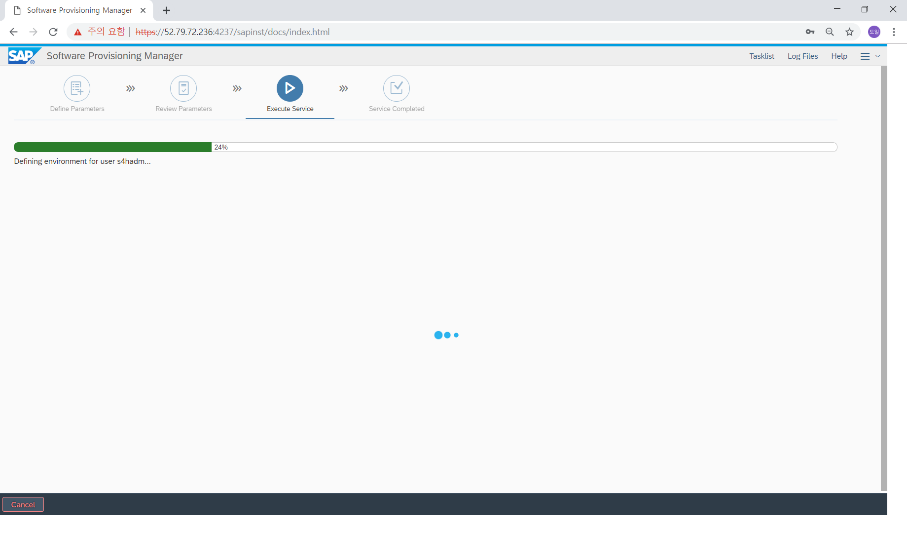 Software Provisioning Manager
주의 요함 | https://52.79.72.236:4237/sapinst/docs/index.html
SAP Software Provisioning Manager Tasklist Log Files Help
Define Parameters Review Parameters Execute Service Service Completed
24%
Defining environment for user s4hadm...
Cancel